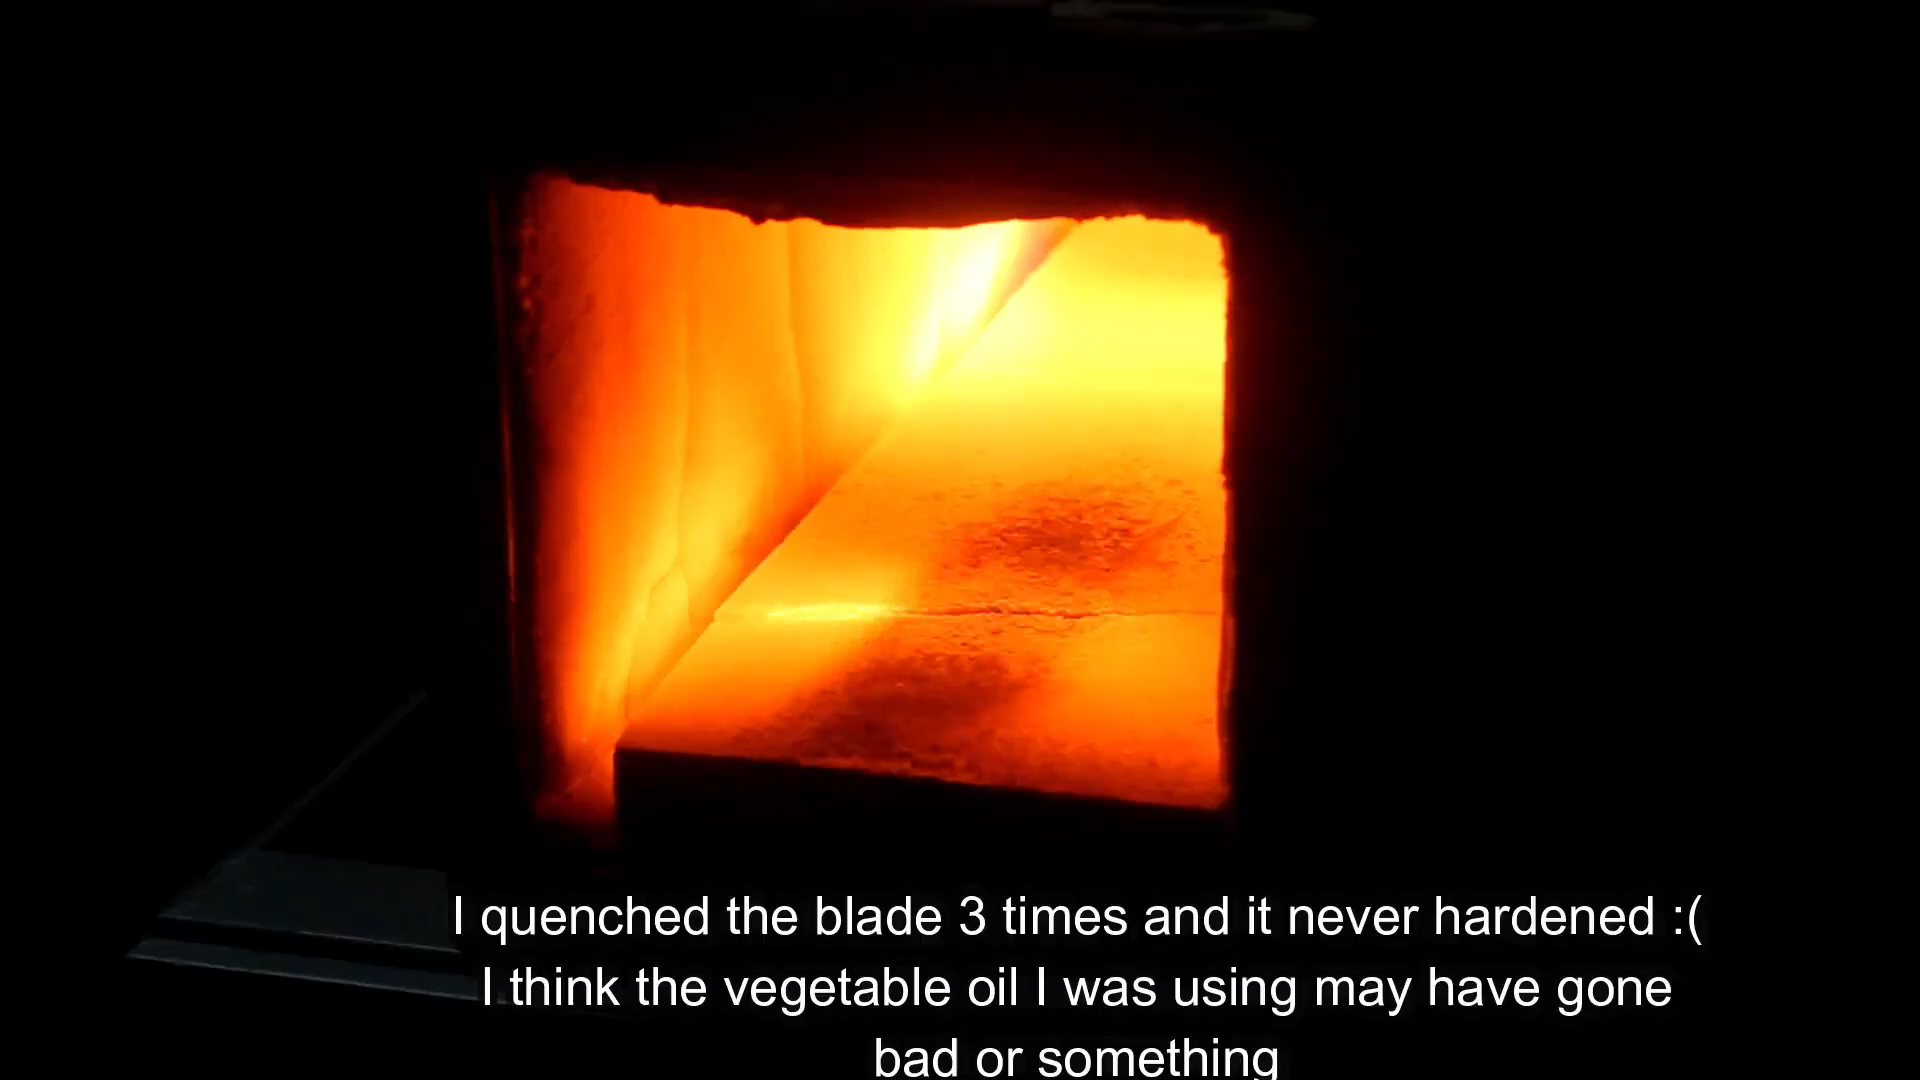 I quenched the blade 3 times and it never hardened :(
I think the vegetable oil I was using may have gone
bad or something